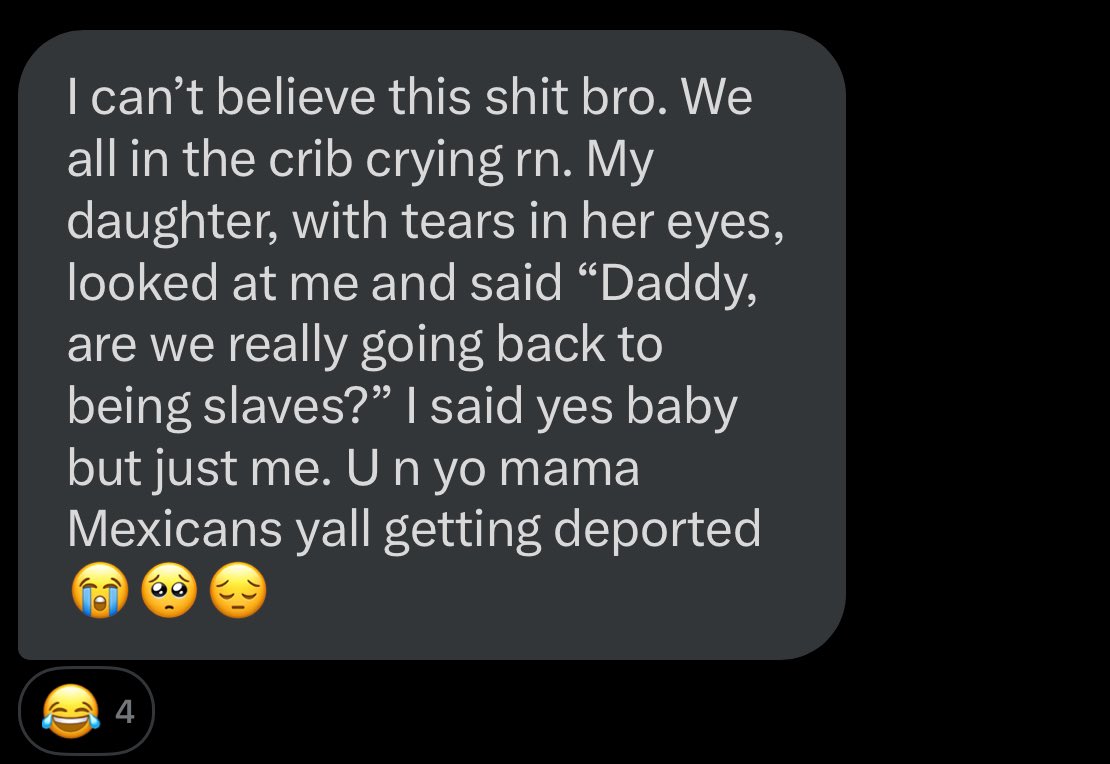 I can’t believe this shit bro. We
all in the crib crying rn. My
daughter, with tears in her eyes,
looked at me and said “Daddy,
are we really going back to
being slaves?” I said yes baby
but just me. U n yo mama
Mexicans yall getting deported
😭🥺😔
😂 4